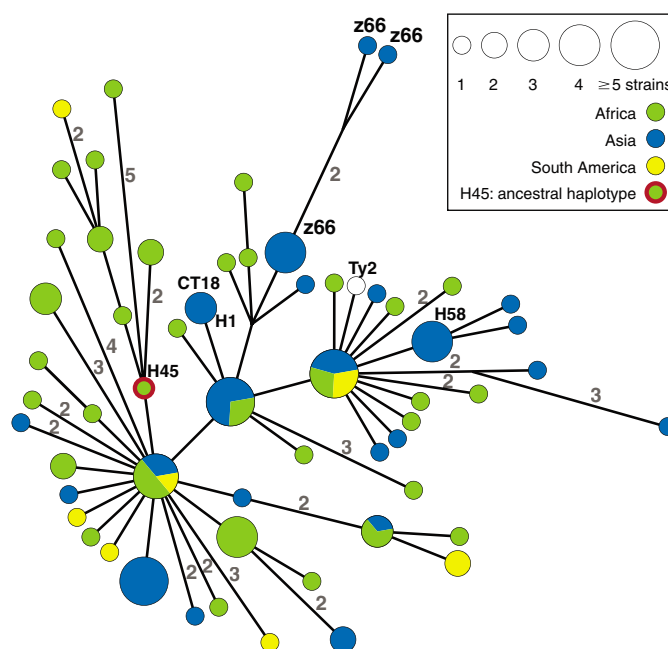 z66
z66
1 2 3 4 ≥5 strains
Africa
Asia
South America
H45: ancestral haplotype
2
5
2
z66
Ty2
CT18
2
2
H58
H1
4
3
H45
2
2
3
2
2
3
2
2
2
3
2